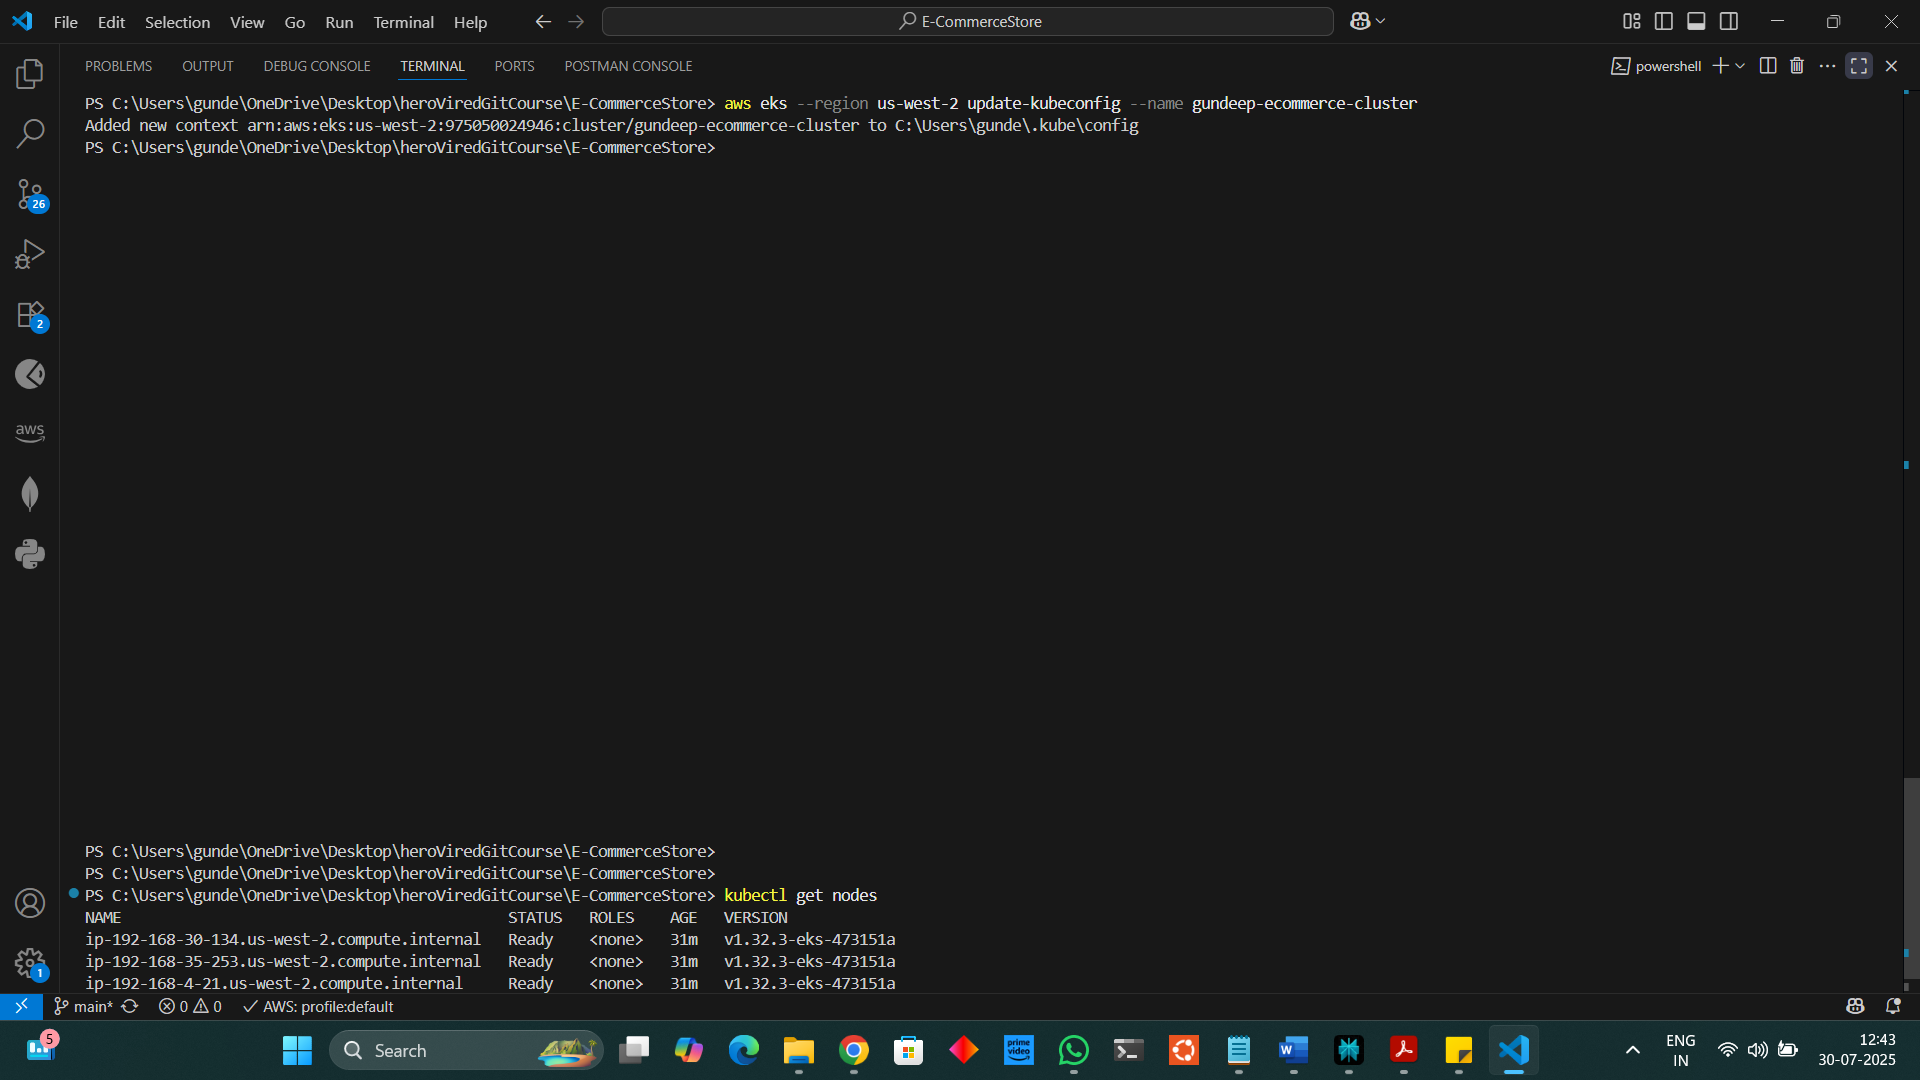 File Edit Selection View Go Run Terminal Help
E-CommerceStore
PROBLEMS OUTPUT DEBUG CONSOLE TERMINAL PORTS POSTMAN CONSOLE
powershell
PS C:\Users\gunde\OneDrive\Desktop\heroViredGitCourse\E-CommerceStore> aws eks --region us-west-2 update-kubeconfig --name gundeep-ecommerce-cluster
Added new context arn:aws:eks:us-west-2:975050024946:cluster/gundeep-ecommerce-cluster to C:\Users\gunde\.kube\config
PS C:\Users\gunde\OneDrive\Desktop\heroViredGitCourse\E-CommerceStore>
26
2
aws
PS C:\Users\gunde\OneDrive\Desktop\heroViredGitCourse\E-CommerceStore>
PS C:\Users\gunde\OneDrive\Desktop\heroViredGitCourse\E-CommerceStore>
PS C:\Users\gunde\OneDrive\Desktop\heroViredGitCourse\E-CommerceStore> kubectl get nodes
NAME STATUS ROLES AGE VERSION
ip-192-168-30-134.us-west-2.compute.internal Ready <none> 31m v1.32.3-eks-473151a
ip-192-168-35-253.us-west-2.compute.internal Ready <none> 31m v1.32.3-eks-473151a
ip-192-168-4-21.us-west-2.compute.internal Ready <none> 31m v1.32.3-eks-473151a
1
main* 0 0 AWS: profile:default
5
Search
prime video
W
ENG
IN
12:43
30-07-2025